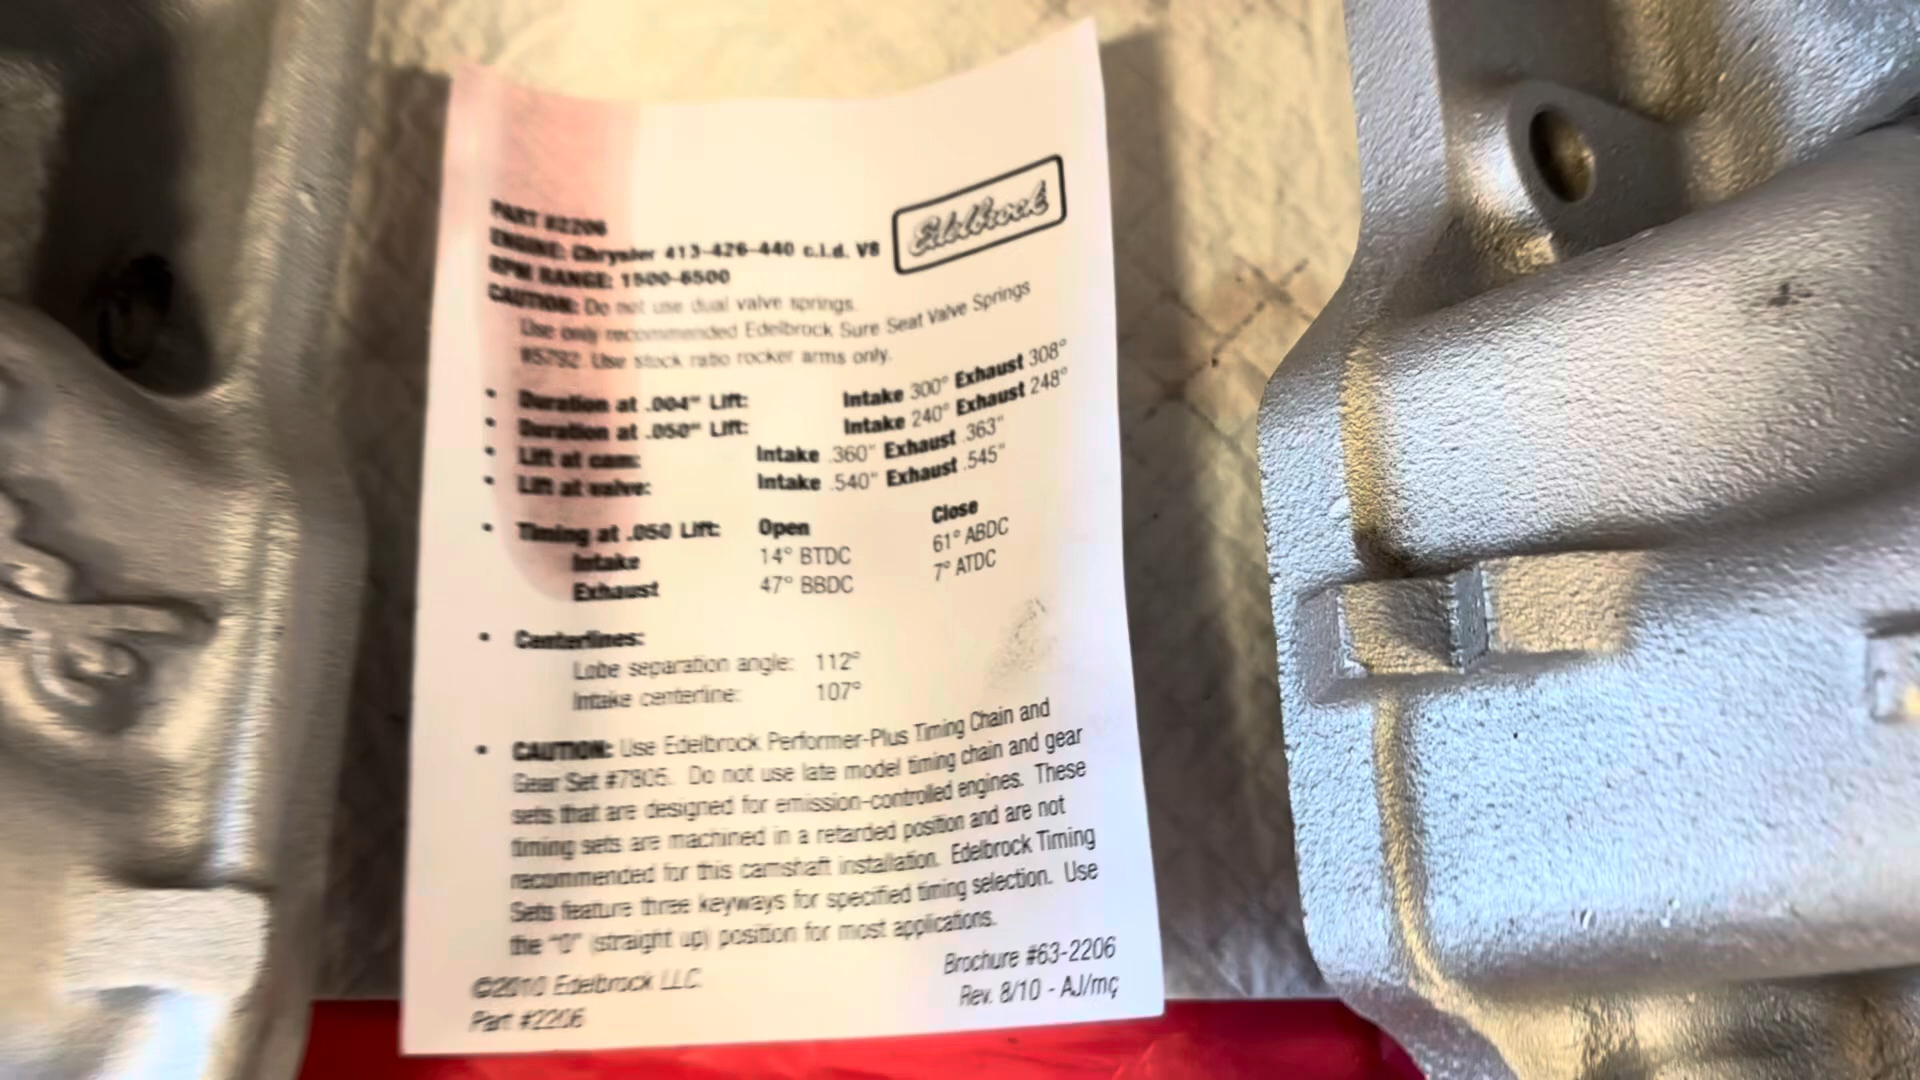 Edelbrock
PART #2206
ENGINE: Chrysler 413-426-440 c.i.d. V8
RPM RANGE: 1500-6500
CAUTION: Do not use dual valve springs.
Use only recommended Edelbrock Sure Seat Valve Springs
#5792. Use stock ratio rocker arms only.
• Duration at .004" Lift: Intake 300° Exhaust 308°
• Duration at .050" Lift: Intake 240° Exhaust 248°
• Lift at cam: Intake .360" Exhaust .363"
• Lift at valve: Intake .540" Exhaust .545"
• Timing at .050 Lift: Open Close
Intake 14° BTDC 61° ABDC
Exhaust 47° BBDC 7° ATDC
• Centerlines:
Lobe separation angle: 112°
Intake centerline: 107°
• CAUTION: Use Edelbrock Performer-Plus Timing Chain and
Gear Set #7805. Do not use late model timing chain and gear
sets that are designed for emission-controlled engines. These
timing sets are machined in a retarded position and are not
recommended for this camshaft installation. Edelbrock Timing
Sets feature three keyways for specified timing selection. Use
the "0" (straight up) position for most applications.
©2010 Edelbrock LLC. Brochure #63-2206
Part #2206 Rev. 8/10 - AJ/mç